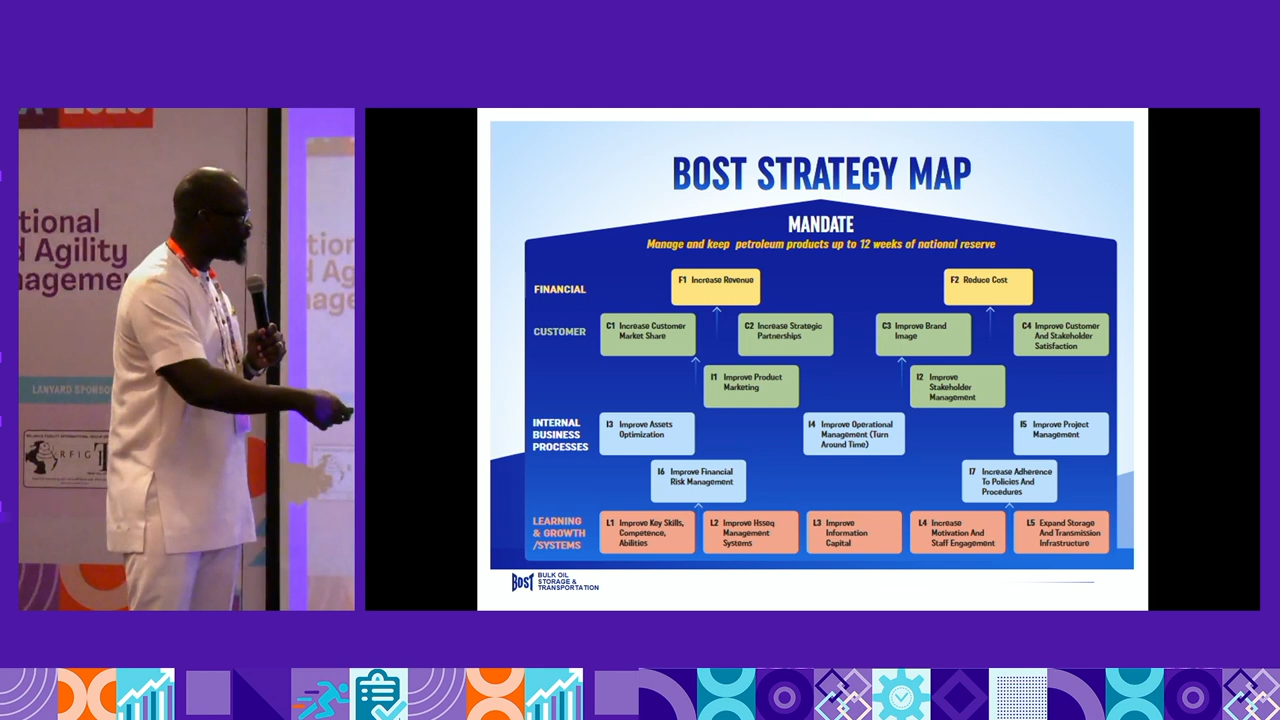 tional
d Agility
nageme
LANYARD SPONSO
RFIG
BOST STRATEGY MAP
MANDATE
Manage and keep petroleum products up to 12 weeks of national reserve
FINANCIAL
F1 Increase Revenue
F2 Reduce Cost
CUSTOMER
C1 Increase Customer
Market Share
C2 Increase Strategic
Partnerships
C3 Improve Brand
Image
C4 Improve Customer
And Stakeholder
Satisfaction
I1 Improve Product
Marketing
I2 Improve
Stakeholder
Management
INTERNAL
BUSINESS
PROCESSES
I3 Improve Assets
Optimization
I4 Improve Operational
Management (Turn
Around Time)
I5 Improve Project
Management
I6 Improve Financial
Risk Management
I7 Increase Adherence
To Policies And
Procedures
LEARNING
& GROWTH
/SYSTEMS
L1 Improve Key Skills,
Competence,
Abilities
L2 Improve Hsseq
Management
Systems
L3 Improve
Information
Capital
L4 Increase
Motivation And
Staff Engagement
L5 Expand Storage
And Transmission
Infrastructure
BOST BULK OIL
STORAGE &
TRANSPORTATION